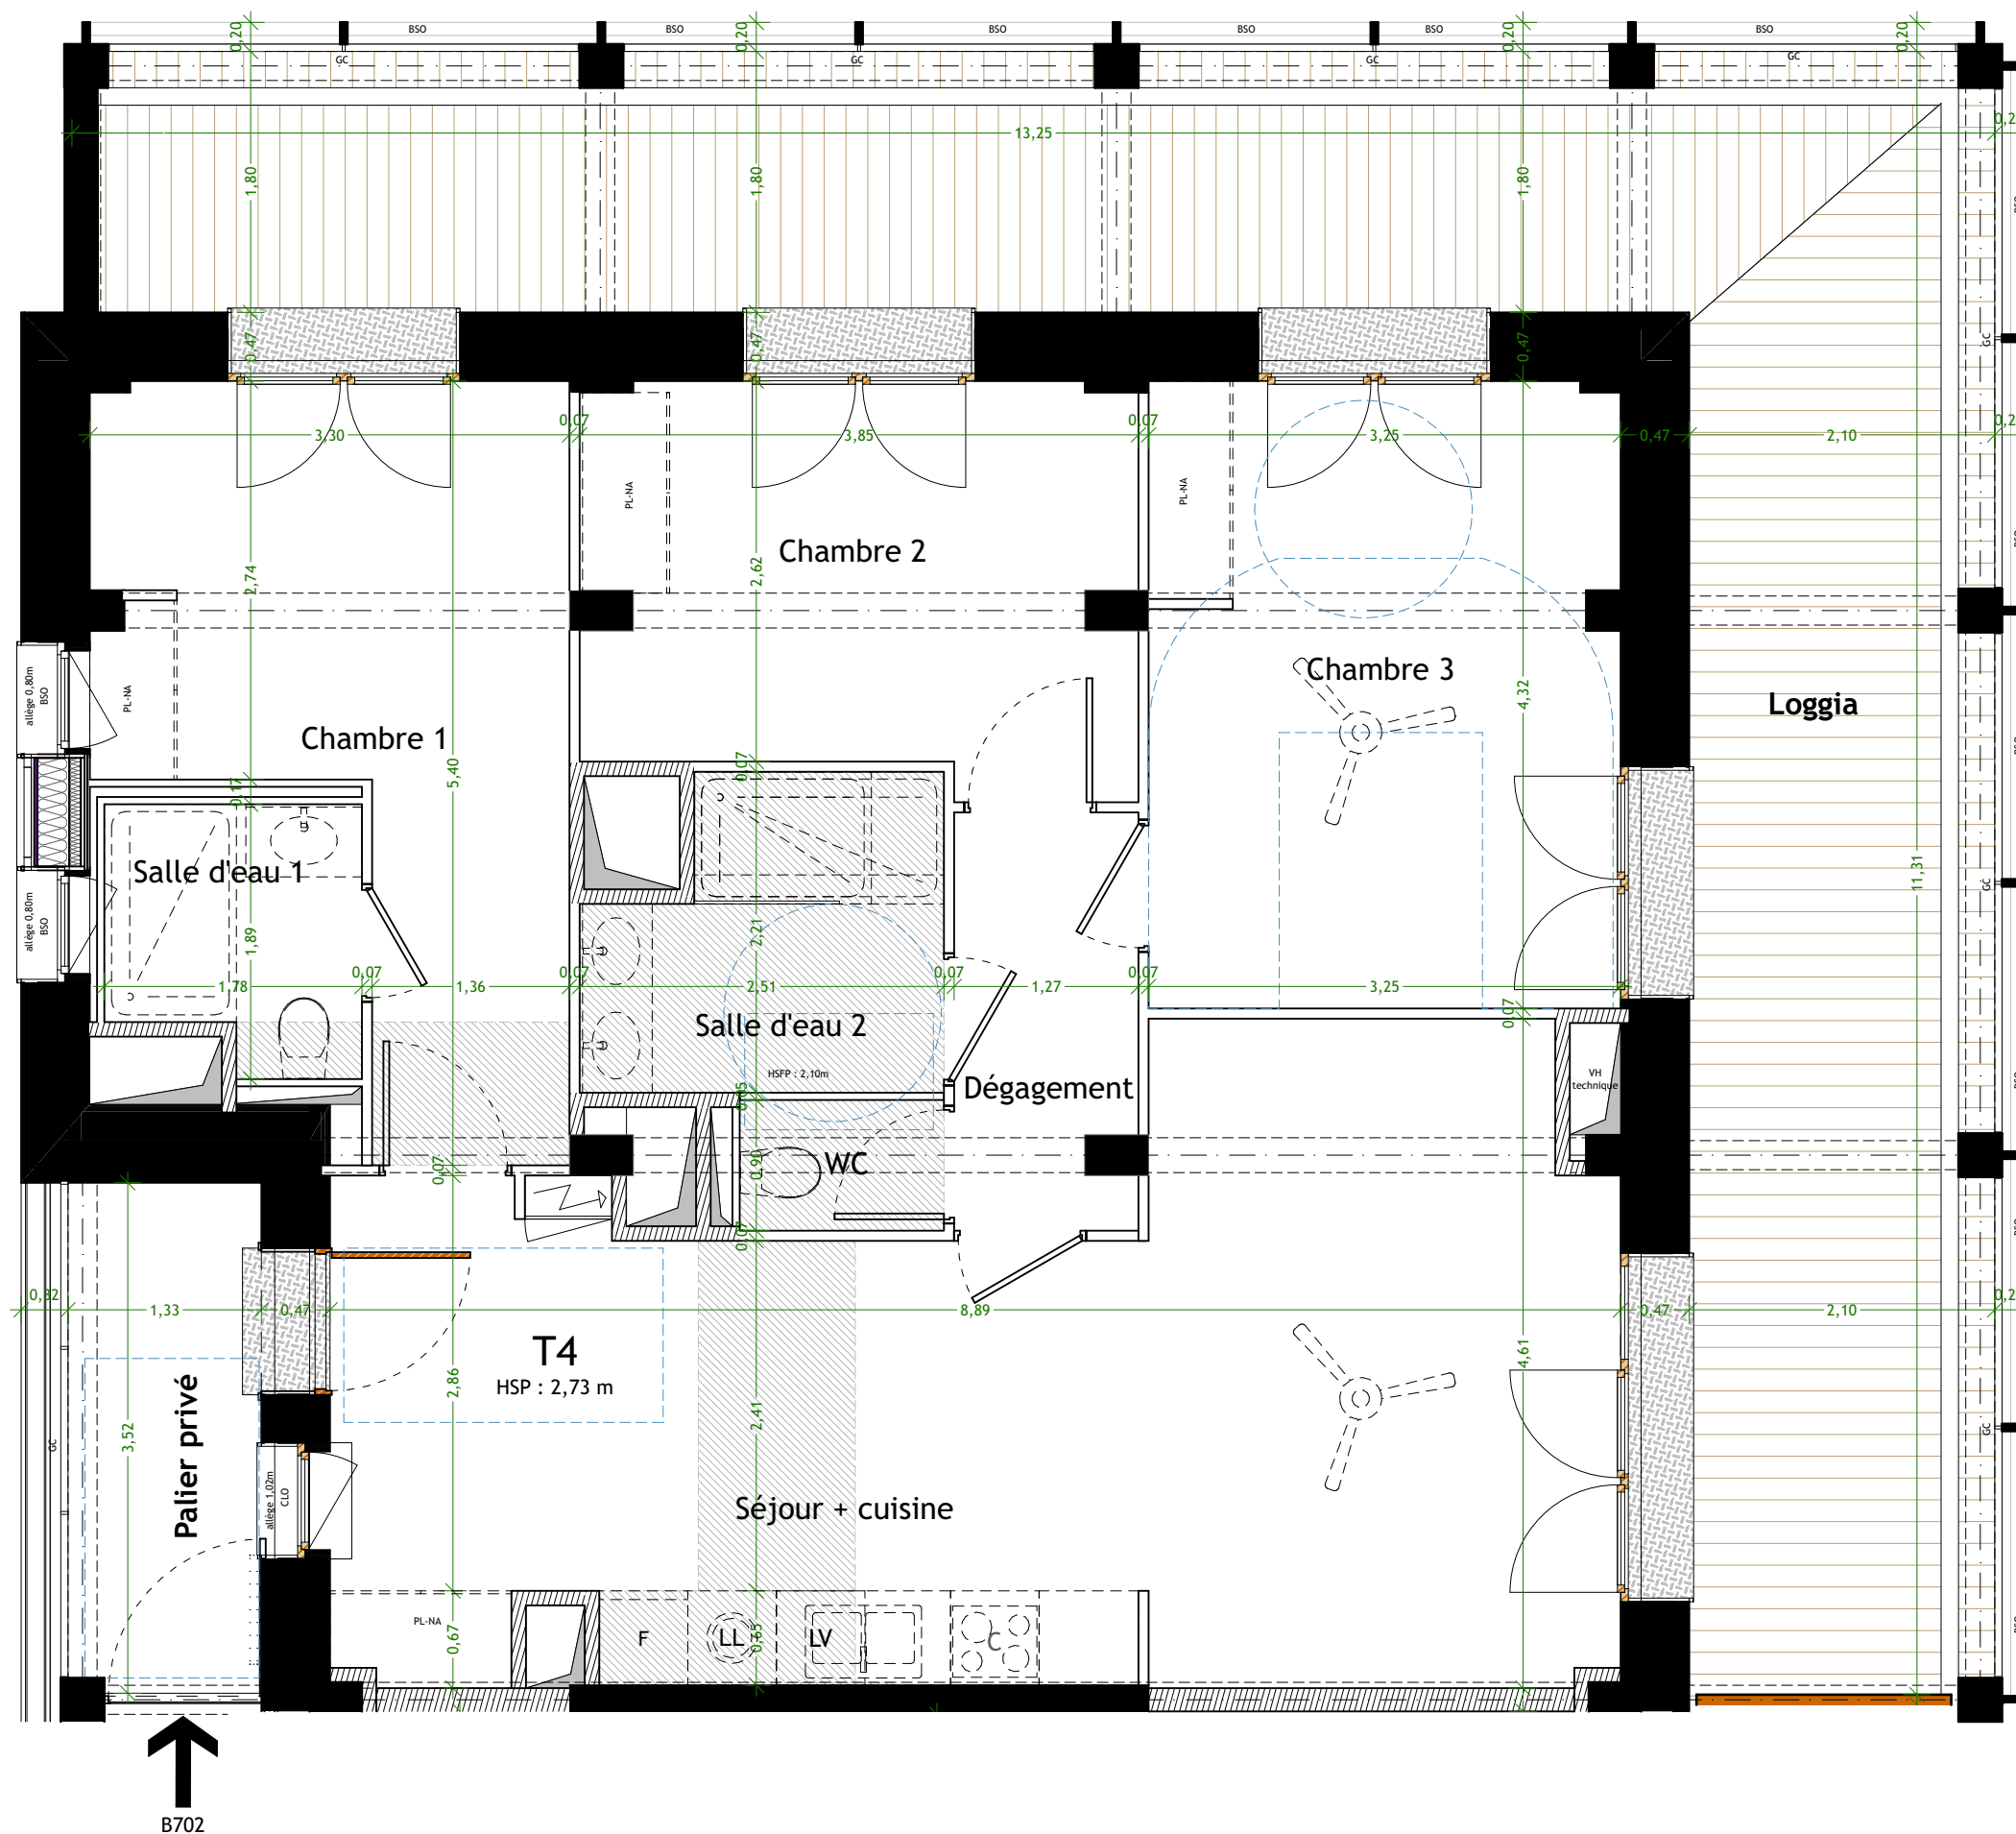 BSO
BSO
BSO
BSO
BSO
BSO
0,20
0,20
0,20
0,20
GC
GC
GC
GC
13,25
1,80
1,80
1,80
0,47
0,47
0,47
3,30
0,07
3,85
0,07
3,25
0,47
2,10
PL-NA
PL-NA
Chambre 2
2,74
2,62
GC
Chambre 3
4,32
Loggia
allège 0,80m
BSO
PL-NA
Chambre 1
5,40
0,17
0,07
Salle d'eau 1
allège 0,80m
BSO
1,89
2,21
11,31
GC
1,78
0,07
1,36
0,07
2,51
0,07
1,27
0,07
3,25
0,07
Salle d'eau 2
HSFP : 2,10m
Dégagement
VH
technique
0,05
WC
0,90
0,07
0,07
0,32
1,33
0,47
8,89
0,47
2,10
T4
HSP : 2,73 m
2,86
2,41
4,61
Palier privé
3,52
GC
GC
allège 1,02m
CLO
Séjour + cuisine
PL-NA
0,67
F
LL
0,65
LV
C
B702